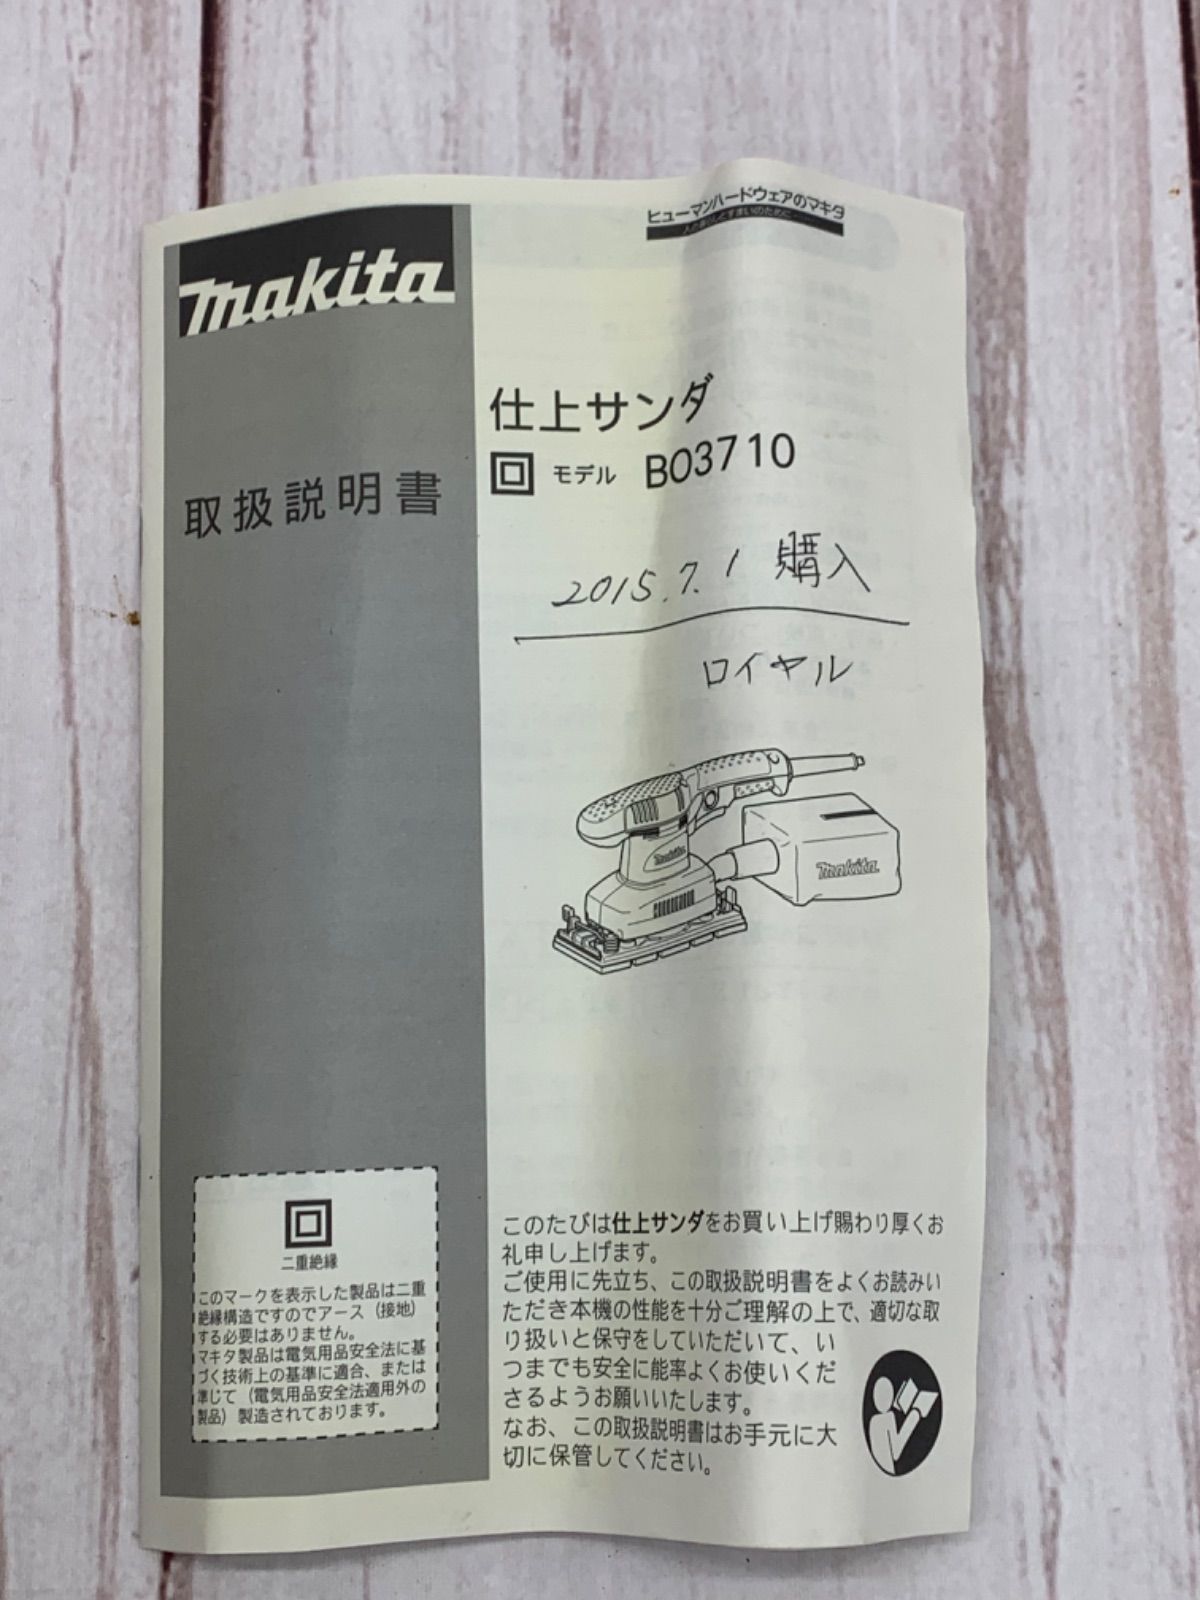 ヒューマンハードウェアのマキタ
人の暮らしとすまいのために
makita
仕上サンダ
モデル BO3710
取扱説明書
2015.7.1 購入
ロイヤル
makita
makita
二重絶縁
このマークを表示した製品は二重
絶縁構造ですのでアース（接地）
する必要はありません。
マキタ製品は電気用品安全法に基
づく技術上の基準に適合、または
準じて（電気用品安全法適用外の
製品）製造されております。
このたびは仕上サンダをお買い上げ賜わり厚くお
礼申し上げます。
ご使用に先立ち、この取扱説明書をよくお読みい
ただき本機の性能を十分ご理解の上で、適切な取
り扱いと保守をしていただいて、い
つまでも安全に能率よくお使いくだ
さるようお願いいたします。
なお、この取扱説明書はお手元に大
切に保管してください。